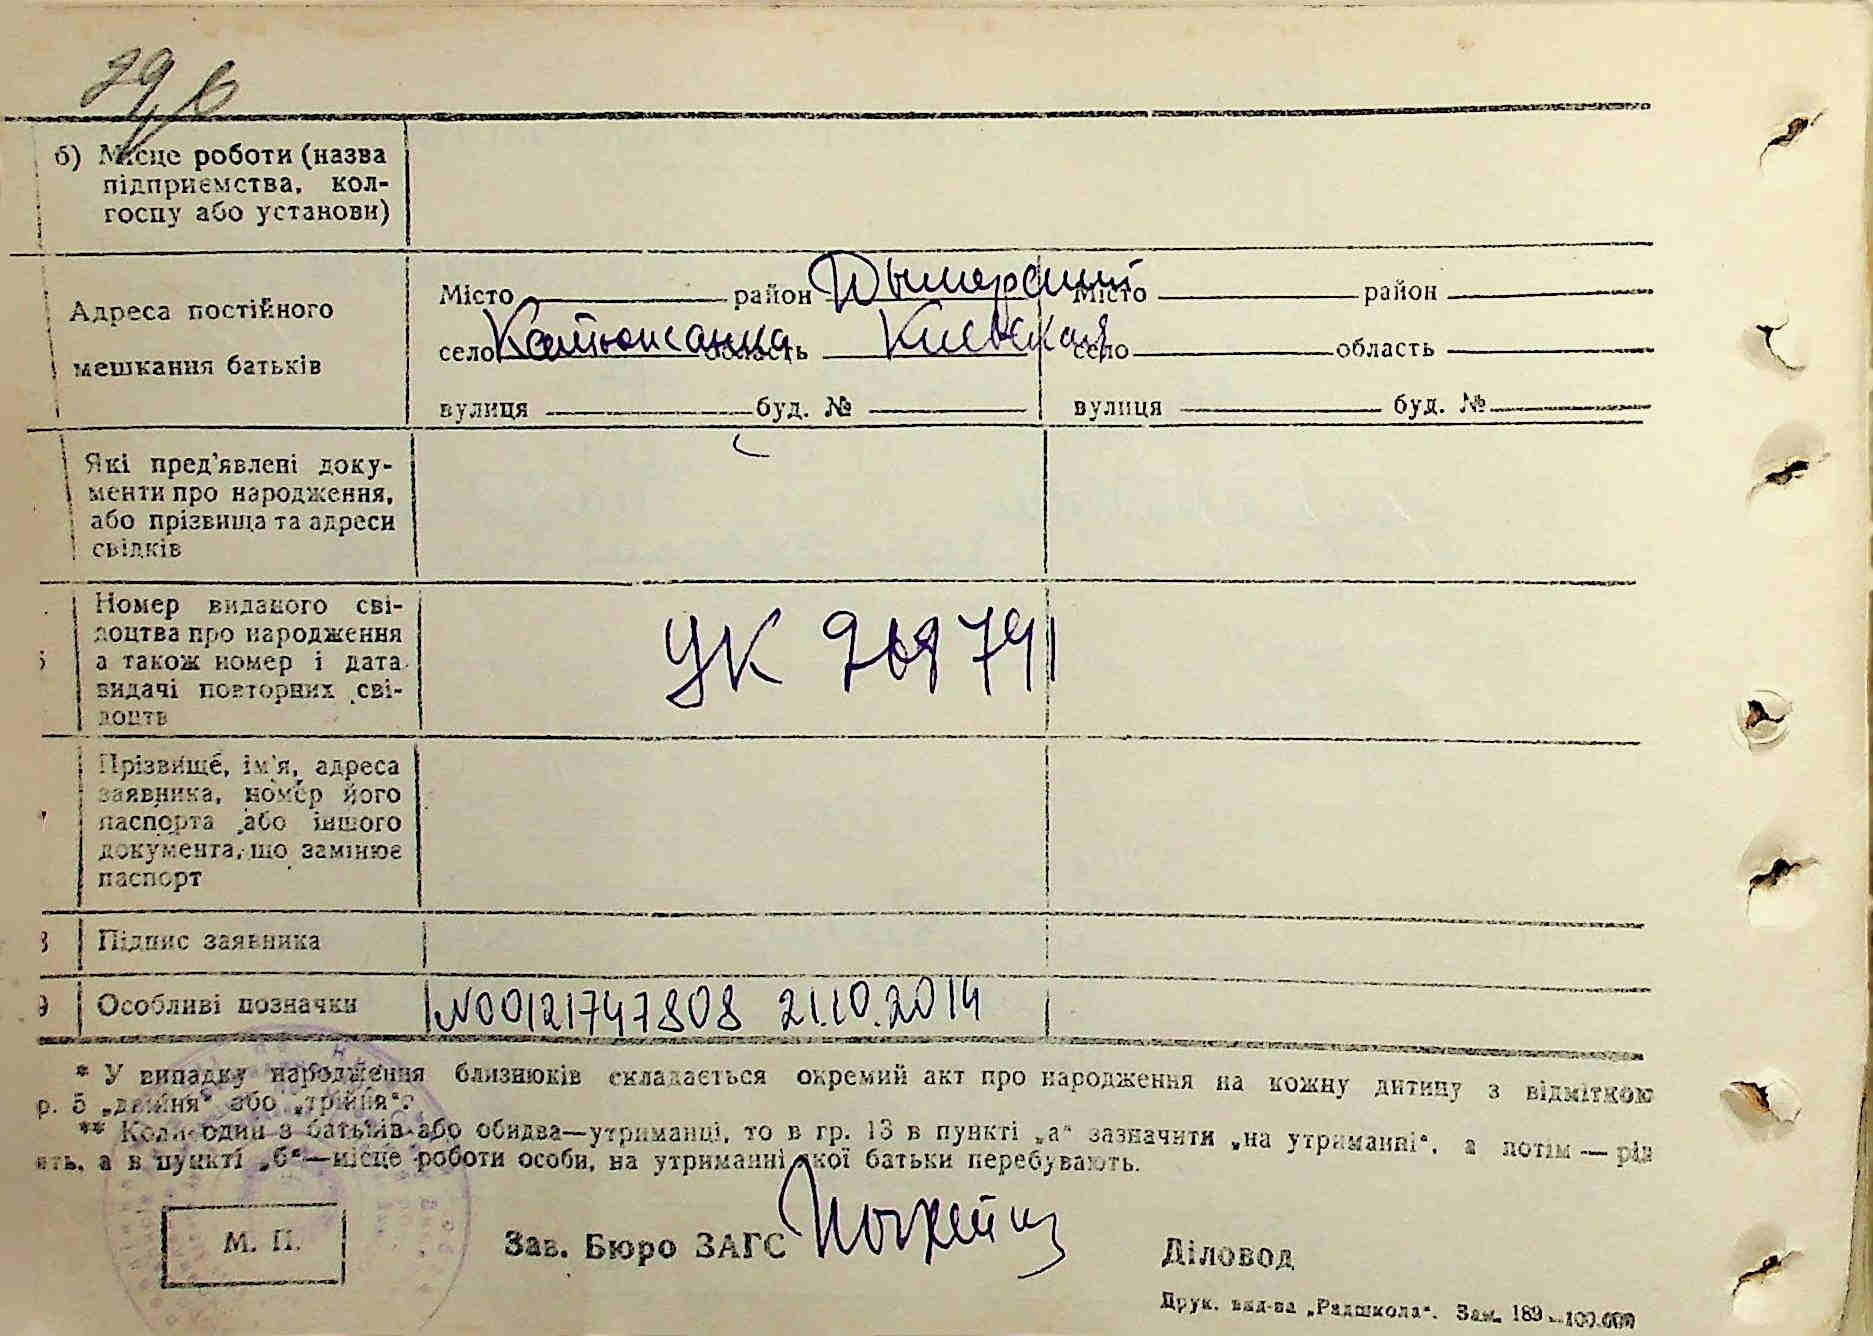 б) Місце роботи (назва
підприємства, кол-
госпу або установи)
Адреса постійного
мешкання батьків
Місто район Дымерский Місто район
село Катюжанка область Киевская село область
вулиця буд. № вулиця буд. №
Які пред'явлені доку-
менти про народження,
або прізвища та адреси
свідків
Номер виданого сві-
доцтва про народження
а також номер і дата
видачі повторних сві-
доцтв
УК 969791
Прізвище, ім'я, адреса
заявника, номер його
паспорта або іншого
документа, що замінює
паспорт
8 Підпис заявника
9 Особливі позначки N00121747808 21.10.2014
* У випадку народження близнюків складається окремий акт про народження на кожну дитину з відміткою
р. 5 „двійня" або „трійня".
** Коли один з батьків або обидва—утриманці, то в гр. 13 в пункті „а" зазначити „на утриманні", а потім — рід
ять, а в пункті „б"—місце роботи особи, на утриманні якої батьки перебувають.
М. П.
Зав. Бюро ЗАГС
Діловод
Друк. вид-ва „Радшкола". Зам. 189—100.000